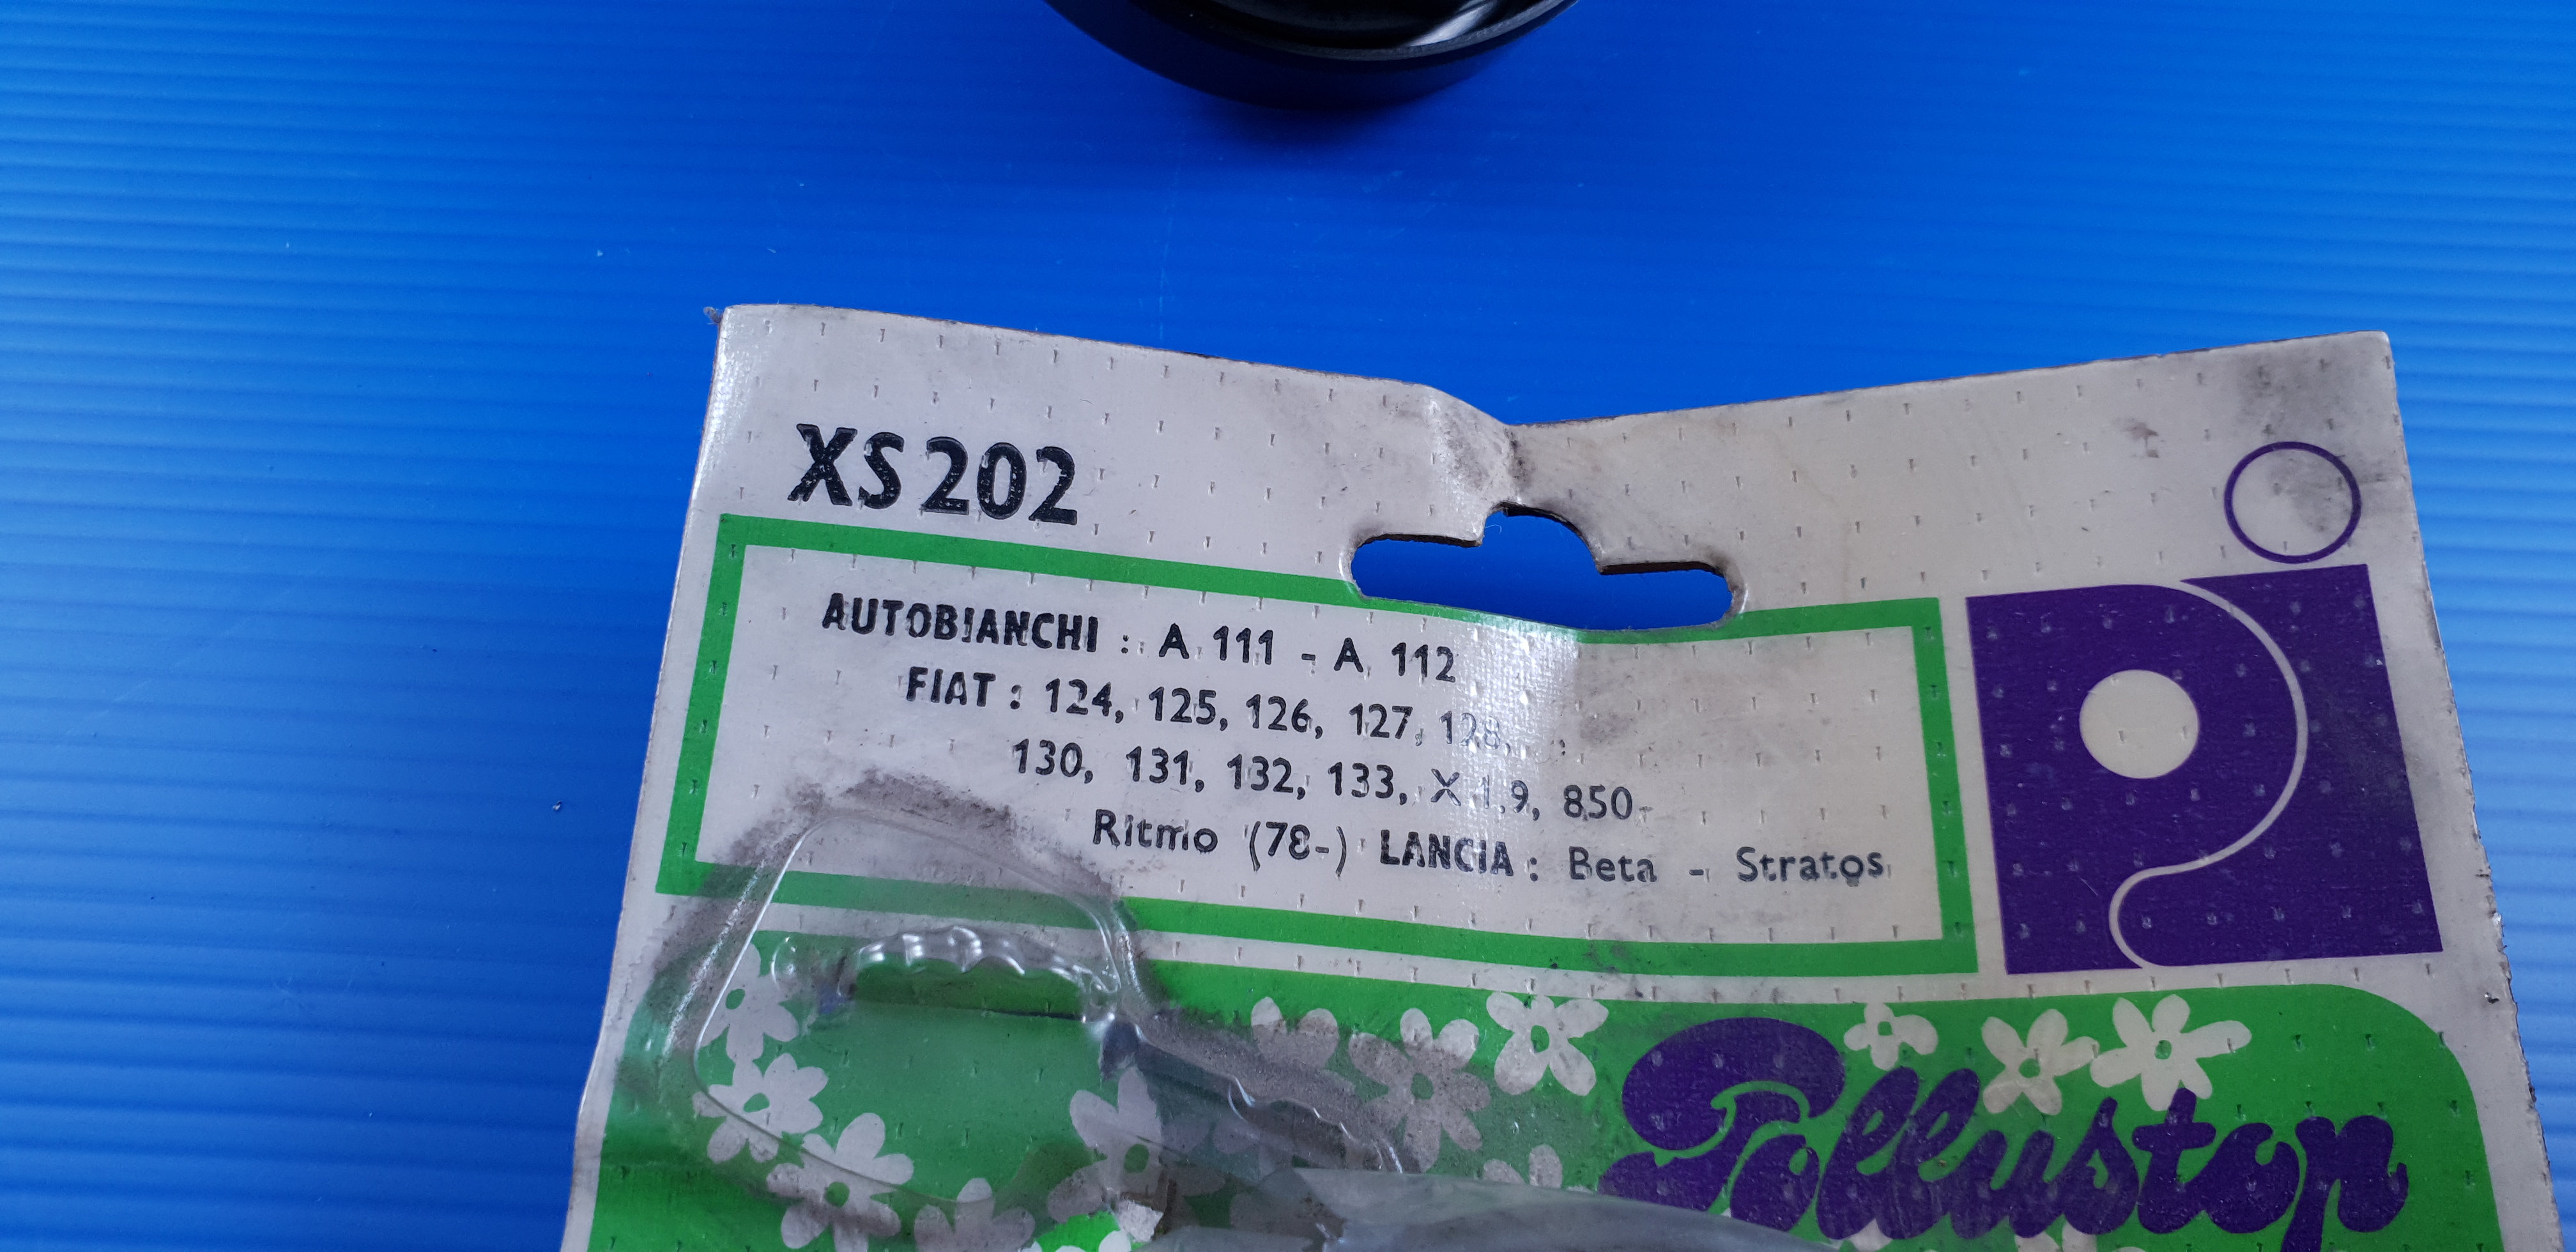 XS 202
AUTOBIANCHI : A 111 - A 112
FIAT : 124, 125, 126, 127, 128,
130, 131, 132, 133, X 1.9, 850-
Ritmo (78-) LANCIA : Beta - Stratos
Pollustop